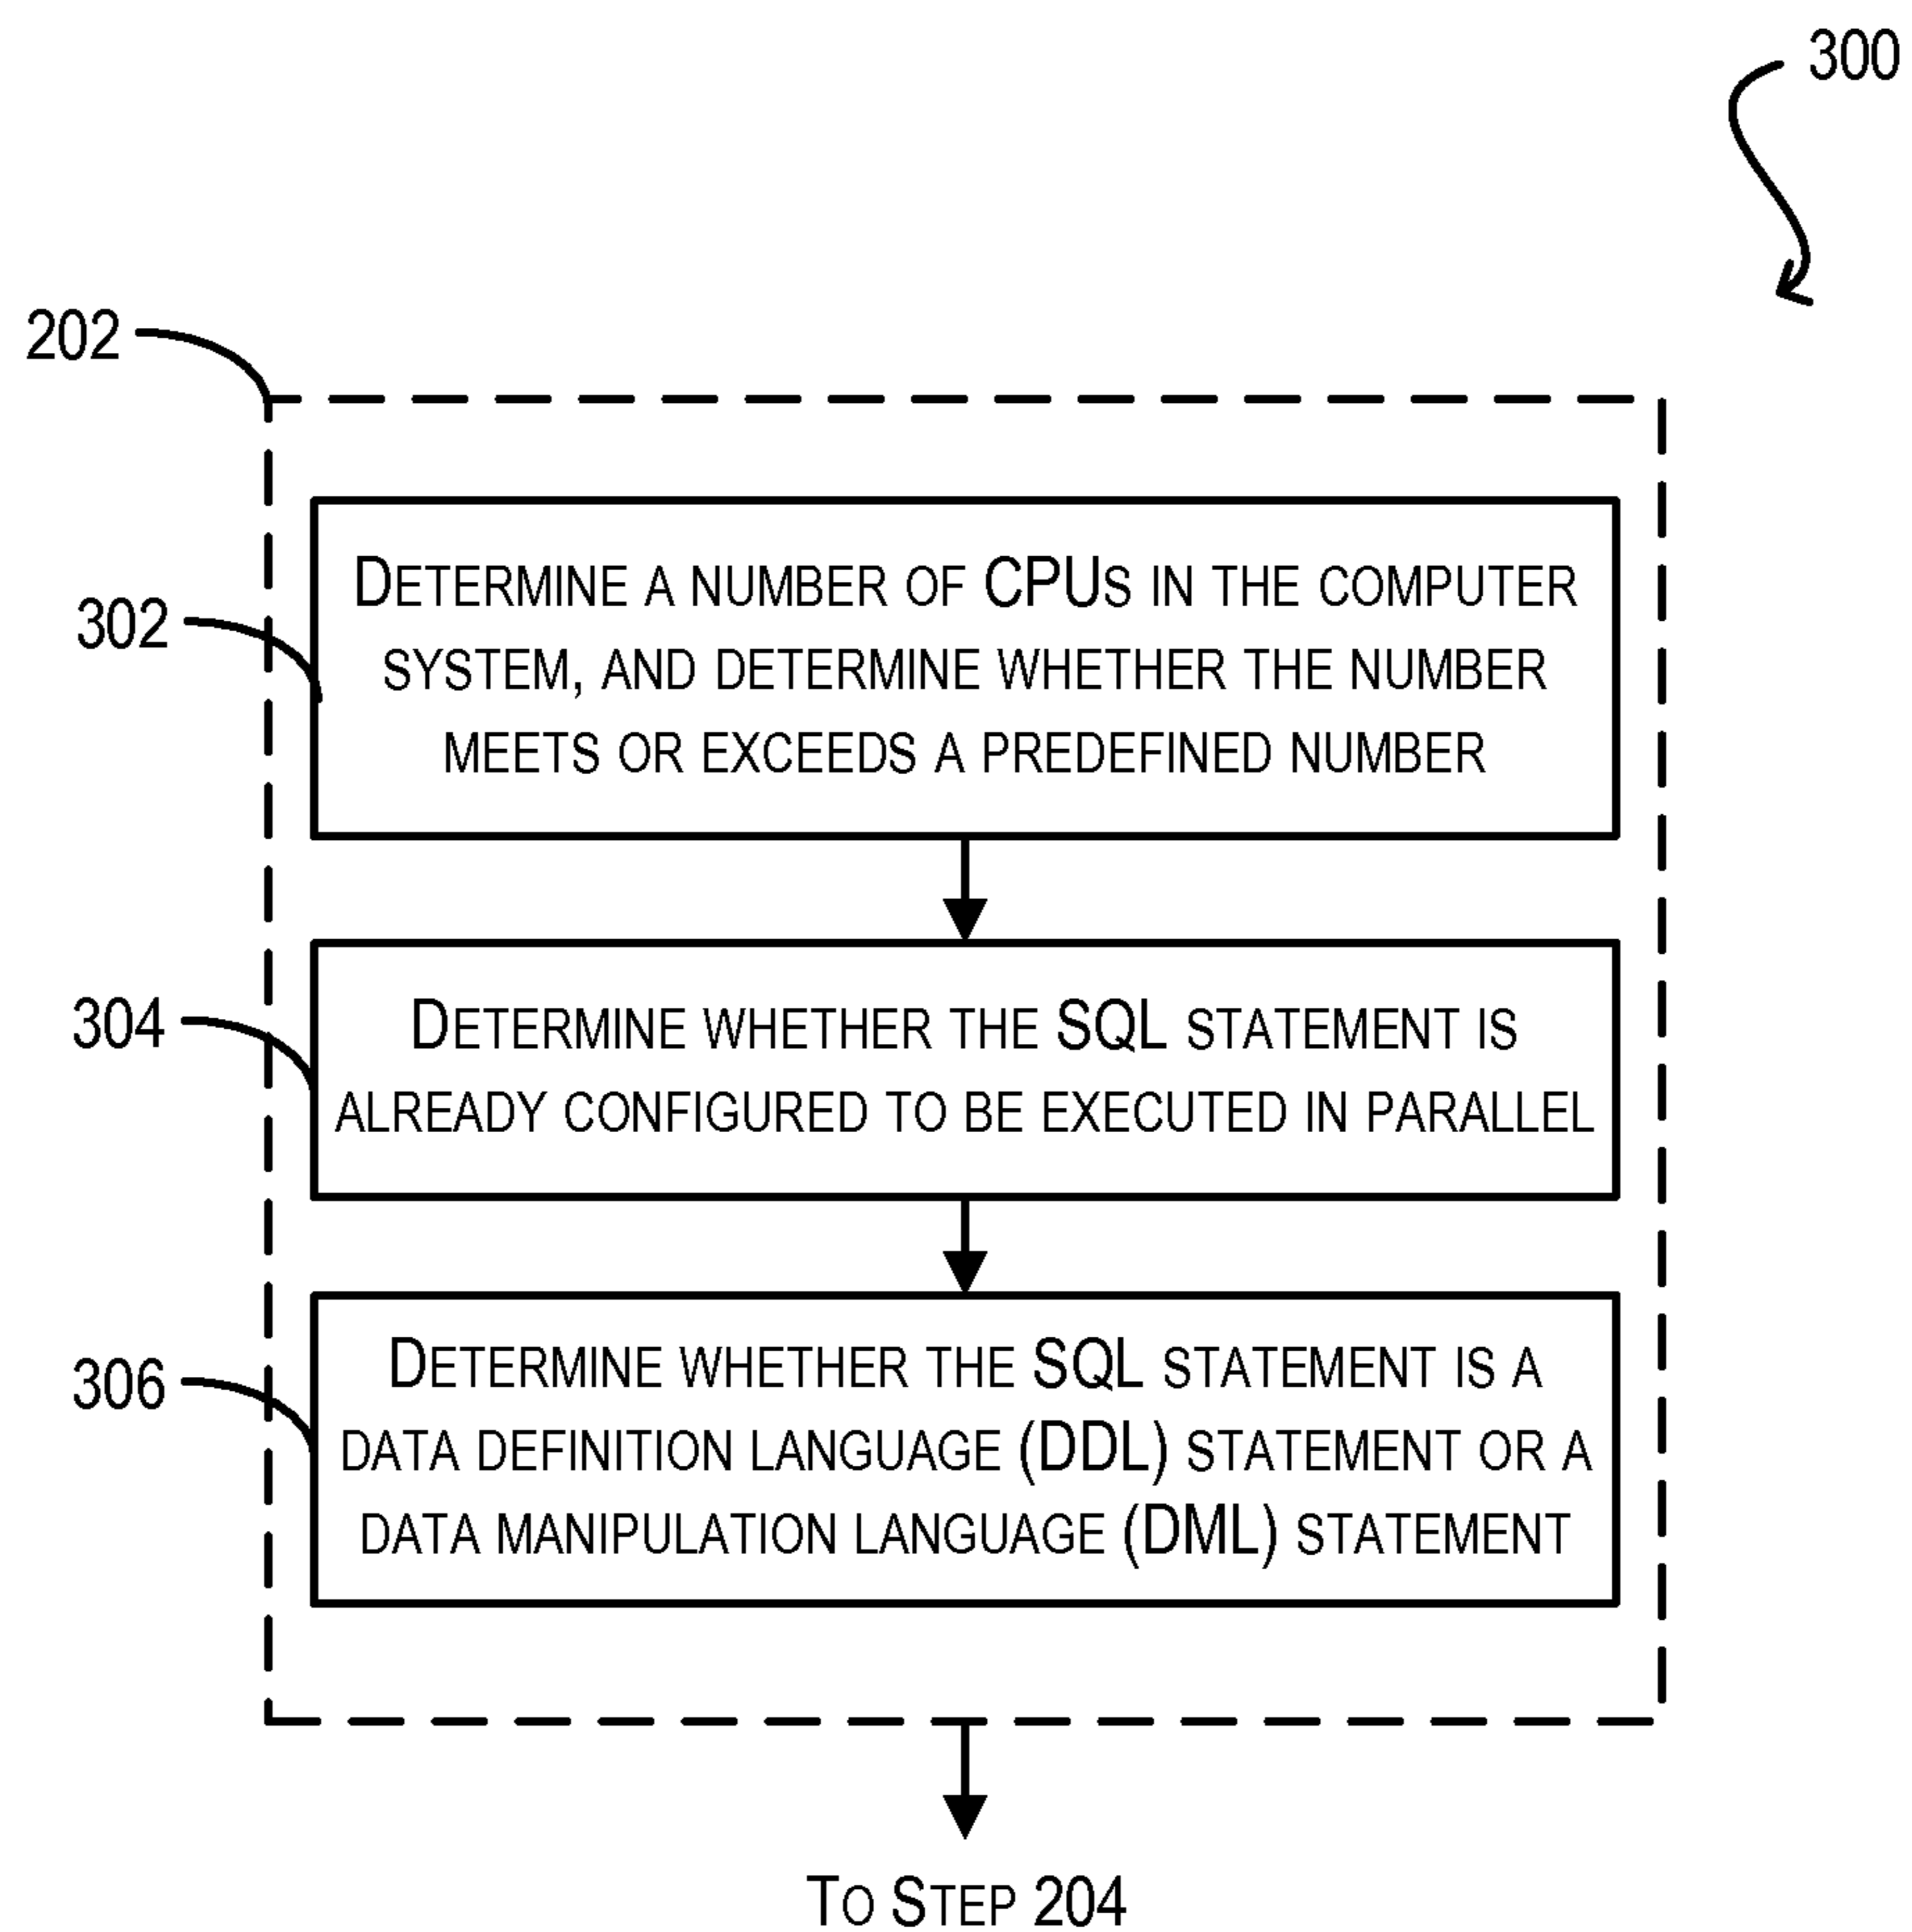 300
202
302
DETERMINE A NUMBER OF CPUS IN THE COMPUTER
SYSTEM, AND DETERMINE WHETHER THE NUMBER
MEETS OR EXCEEDS A PREDEFINED NUMBER
304
DETERMINE WHETHER THE SQL STATEMENT IS
ALREADY CONFIGURED TO BE EXECUTED IN PARALLEL
306
DETERMINE WHETHER THE SQL STATEMENT IS A
DATA DEFINITION LANGUAGE (DDL) STATEMENT OR A
DATA MANIPULATION LANGUAGE (DML) STATEMENT
TO STEP 204